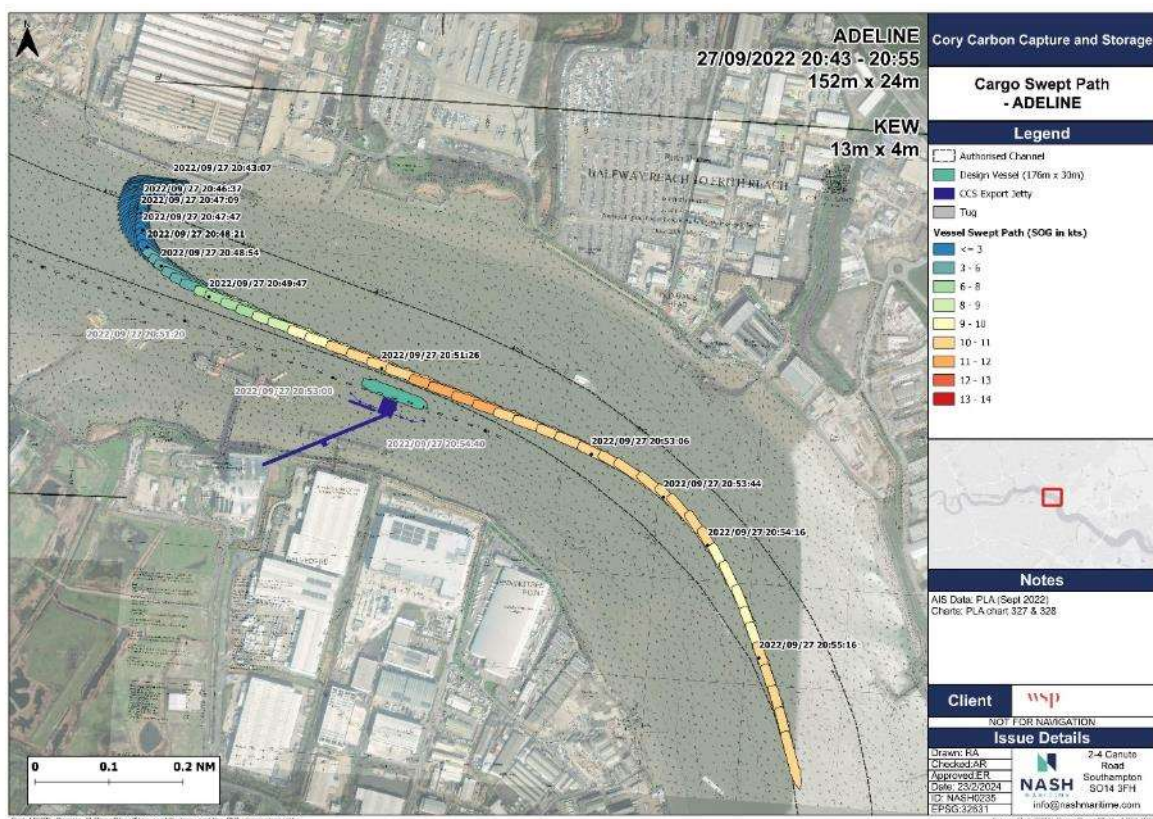 ADELINE
27/09/2022 20:43 - 20:55
152m x 24m
KEW
13m x 4m
HALFWAY REACH TO ERITH REACH
2022/09/27 20:43:07
2022/09/27 20:46:37
2022/09/27 20:47:09
2022/09/27 20:47:47
2022/09/27 20:48:21
2022/09/27 20:48:54
2022/09/27 20:49:47
2022/09/27 20:51:20
2022/09/27 20:51:26
2022/09/27 20:53:00
2022/09/27 20:54:40
2022/09/27 20:53:06
2022/09/27 20:53:44
2022/09/27 20:54:16
2022/09/27 20:55:16
0 0.1 0.2 NM
Cory Carbon Capture and Storage
Cargo Swept Path
- ADELINE
Legend
Authorised Channel
Design Vessel (176m x 30m)
CCS Export Jetty
Tug
Vessel Swept Path (SOG in kts)
<= 3
3 - 6
6 - 8
8 - 9
9 - 10
10 - 11
11 - 12
12 - 13
13 - 14
Notes
AIS Data: PLA (Sept 2022)
Charts: PLA chart 327 & 328
Client
wsp
NOT FOR NAVIGATION
Issue Details
Drawn: RA
Checked:AR
Approved:ER
Date: 23/2/2024
ID: NASH0235
EPSG:32631
NASH
MARITIME
2-4 Canute
Road
Southampton
SO14 3FH
info@nashmaritime.com